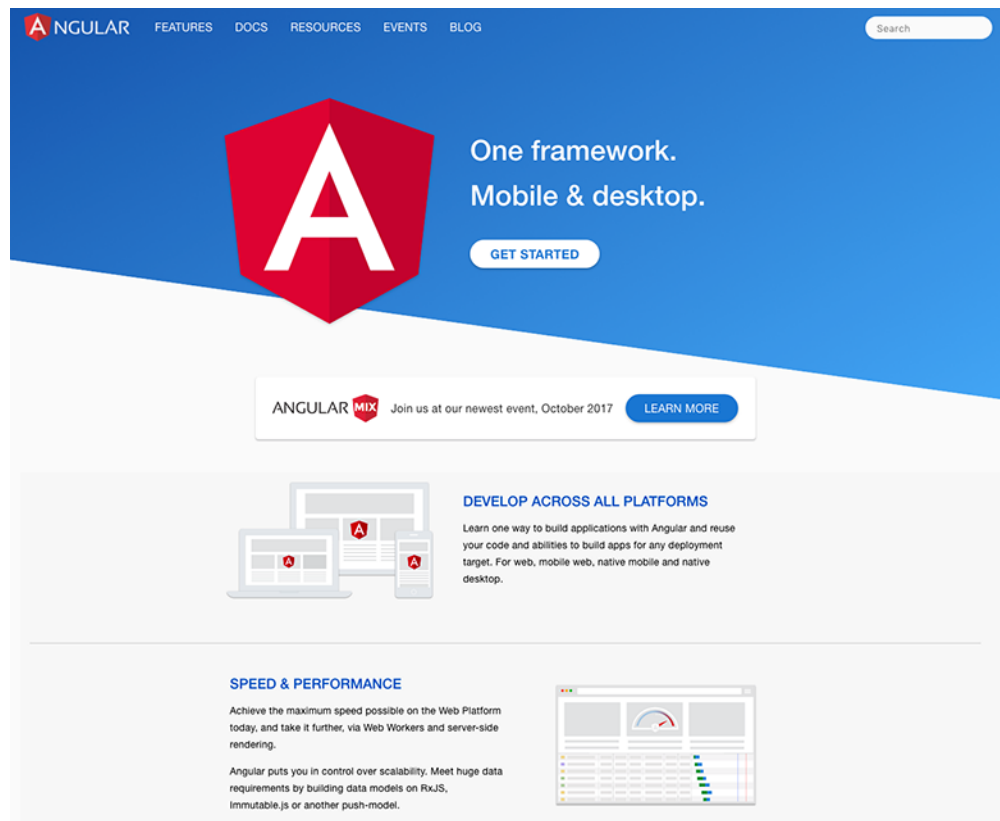 ANGULAR FEATURES DOCS RESOURCES EVENTS BLOG Search
A
One framework.
Mobile & desktop.
GET STARTED
ANGULAR MIX Join us at our newest event, October 2017 LEARN MORE
DEVELOP ACROSS ALL PLATFORMS
Learn one way to build applications with Angular and reuse
your code and abilities to build apps for any deployment
target. For web, mobile web, native mobile and native
desktop.
A
A
A
SPEED & PERFORMANCE
Achieve the maximum speed possible on the Web Platform
today, and take it further, via Web Workers and server-side
rendering.
Angular puts you in control over scalability. Meet huge data
requirements by building data models on RxJS,
Immutable.js or another push-model.